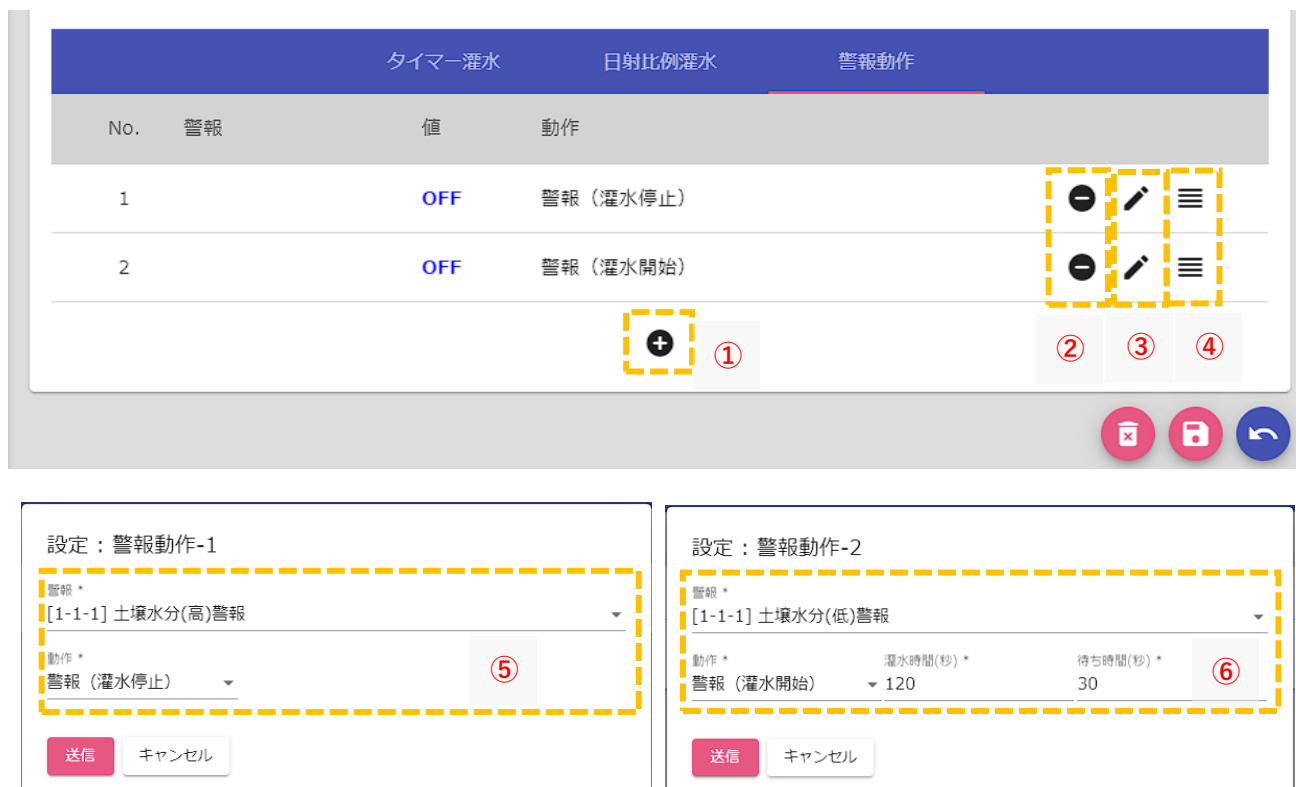 タイマー灌水 日射比例灌水 警報動作
No. 警報 値 動作
1 OFF 警報（灌水停止）
2 OFF 警報（灌水開始）
① ② ③ ④
設定：警報動作-1
警報 *
[1-1-1] 土壌水分(高)警報
動作 *
警報（灌水停止）
⑤
送信 キャンセル
設定：警報動作-2
警報 *
[1-1-1] 土壌水分(低)警報
動作 * 灌水時間(秒) * 待ち時間(秒) *
警報（灌水開始） 120 30
⑥
送信 キャンセル